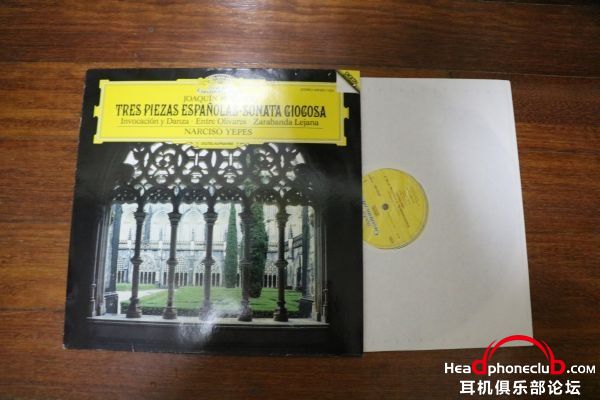 JOAQUÍN
TRES PIEZAS ESPAÑOLAS·SONATA GIOCOSA
Invocación y Danza · Entre Olivares · Zarabanda Lejana
NARCISO YEPES
Headphoneclub.com
耳机俱乐部论坛